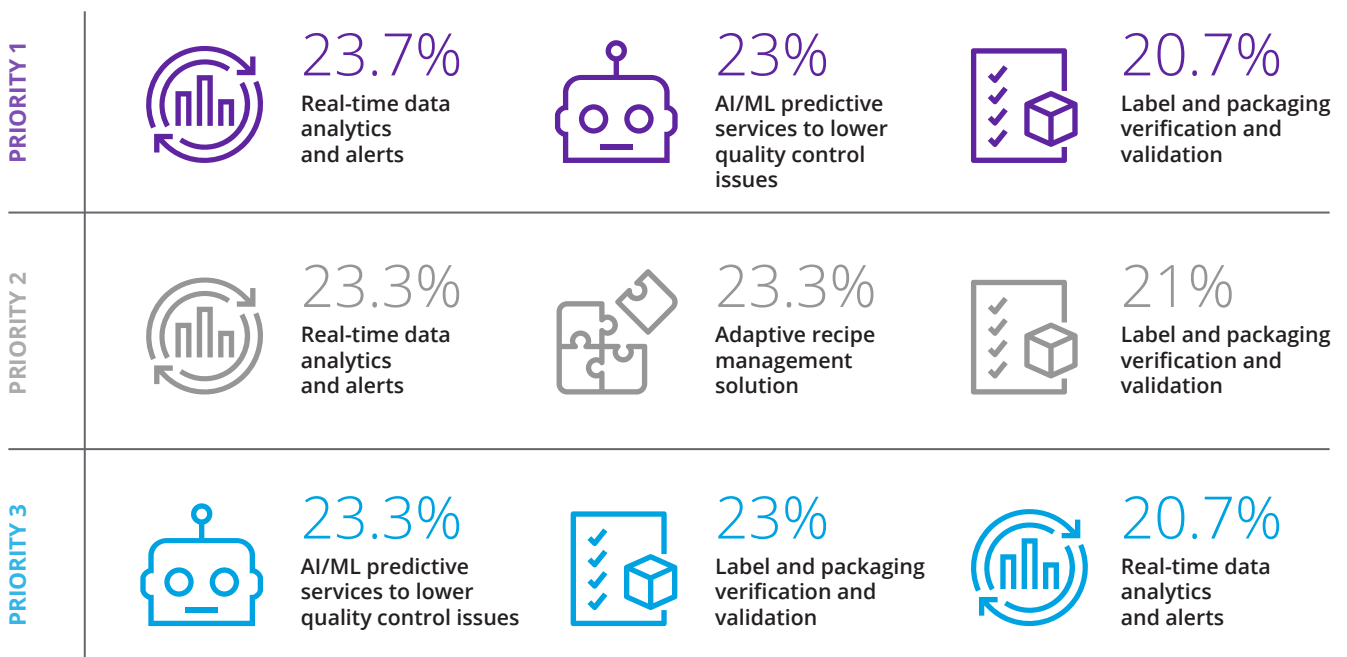 PRIORITY 1
23.7%
Real-time data
analytics
and alerts
23%
AI/ML predictive
services to lower
quality control
issues
20.7%
Label and packaging
verification and
validation
PRIORITY 2
23.3%
Real-time data
analytics
and alerts
23.3%
Adaptive recipe
management
solution
21%
Label and packaging
verification and
validation
PRIORITY 3
23.3%
AI/ML predictive
services to lower
quality control issues
23%
Label and packaging
verification and
validation
20.7%
Real-time data
analytics
and alerts